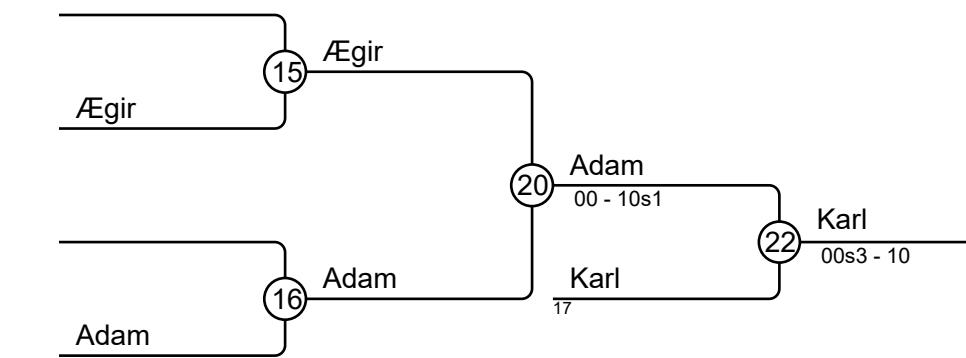 Ægir
15
Ægir
Adam
20
00 - 10s1
Karl
22
00s3 - 10
Adam
16
Karl
17
Adam